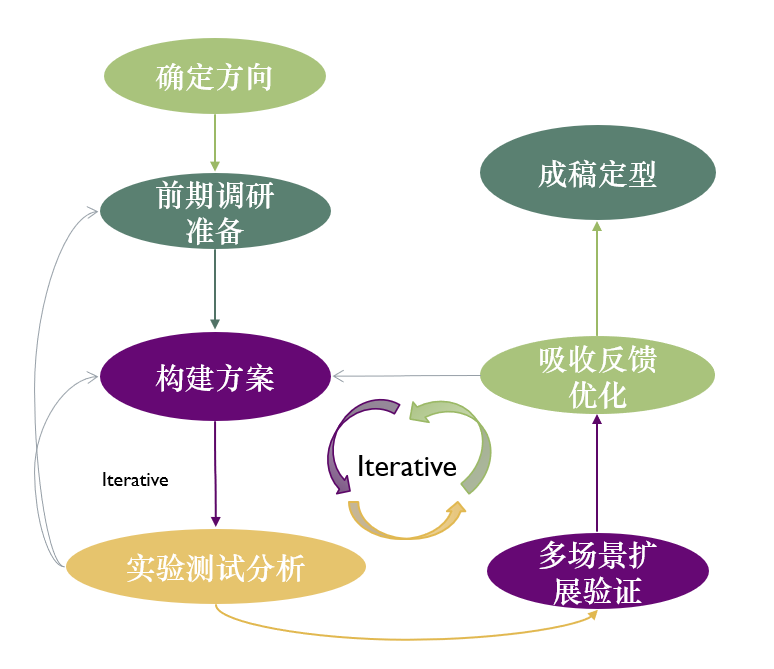 确定方向
前期调研
准备
构建方案
Iterative
实验测试分析
Iterative
成稿定型
吸收反馈
优化
多场景扩
展验证